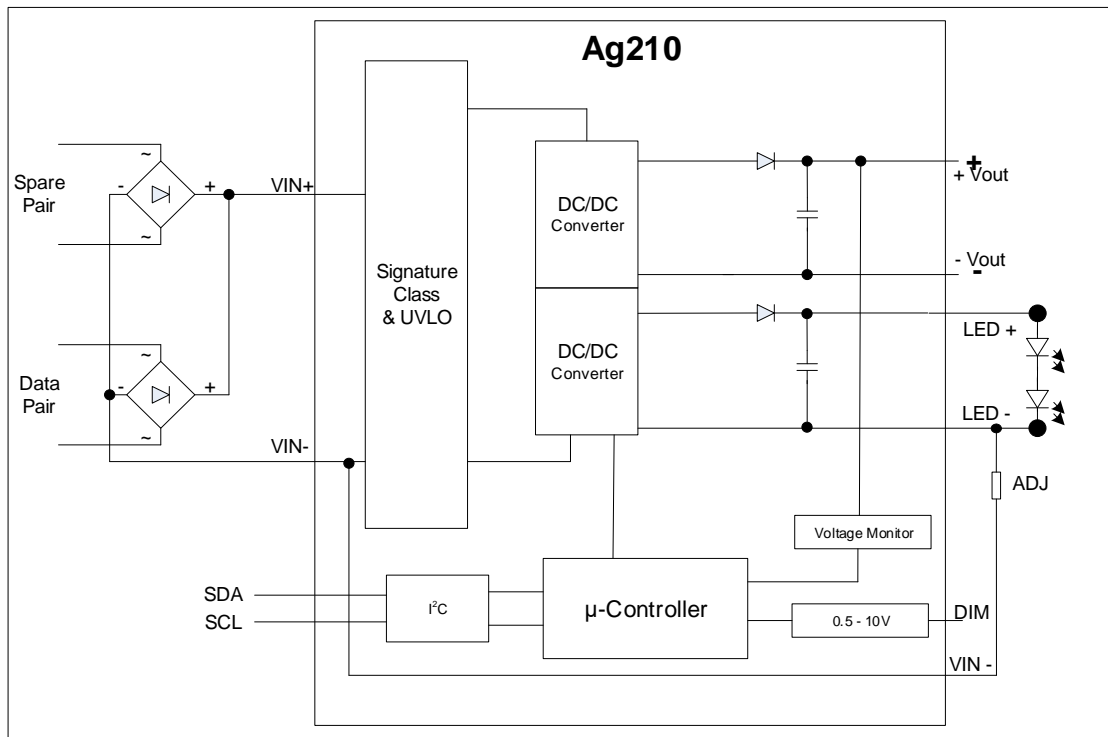 Ag210
~
Spare
Pair
-
+
~
VIN+
Signature
Class
& UVLO
DC/DC
Converter
+
+ Vout
- Vout
-
DC/DC
Converter
LED +
LED -
~
Data
Pair
-
+
~
VIN-
ADJ
Voltage Monitor
SDA
SCL
I²C
µ-Controller
0.5 - 10V
DIM
VIN -